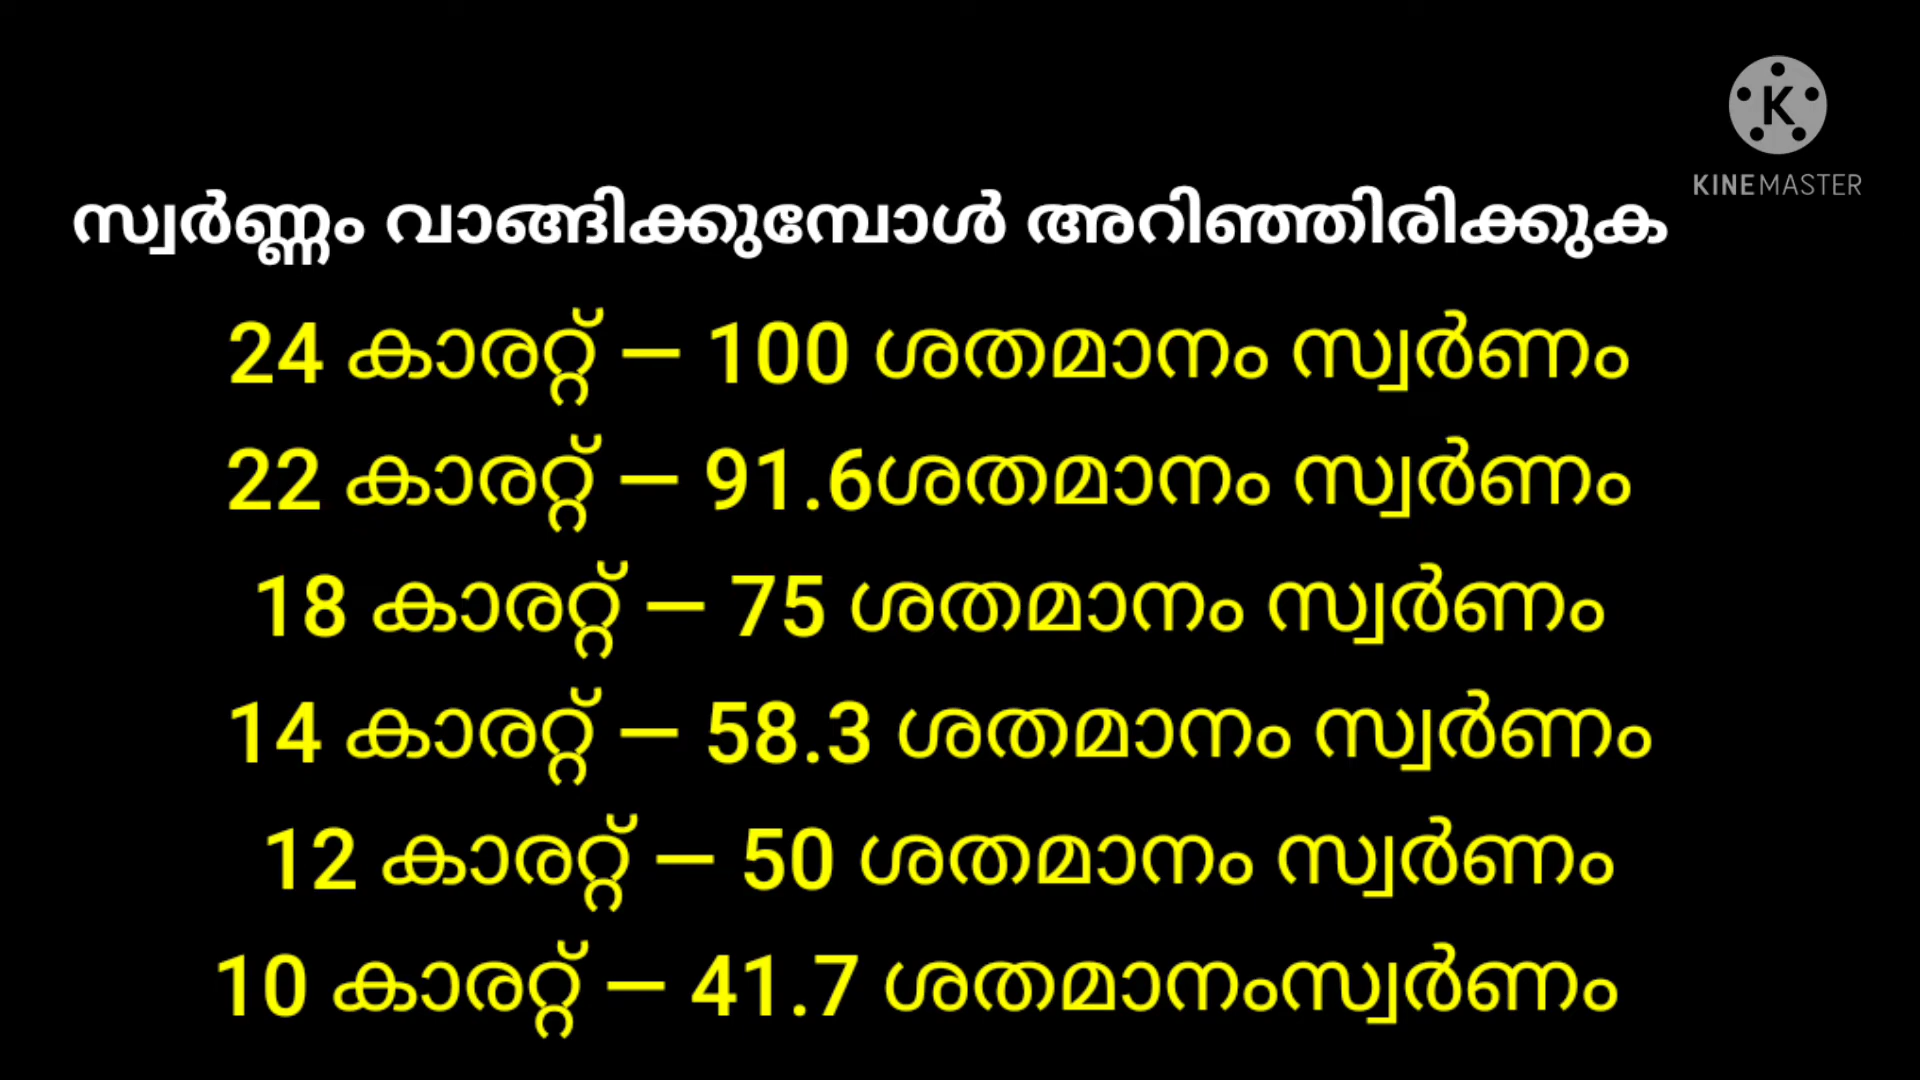 KINEMASTER
സ്വർണ്ണം വാങ്ങിക്കുമ്പോൾ അറിഞ്ഞിരിക്കുക
24 കാരറ്റ് – 100 ശതമാനം സ്വർണം
22 കാരറ്റ് – 91.6ശതമാനം സ്വർണം
18 കാരറ്റ് – 75 ശതമാനം സ്വർണം
14 കാരറ്റ് – 58.3 ശതമാനം സ്വർണം
12 കാരറ്റ് – 50 ശതമാനം സ്വർണം
10 കാരറ്റ് – 41.7 ശതമാനംസ്വർണം